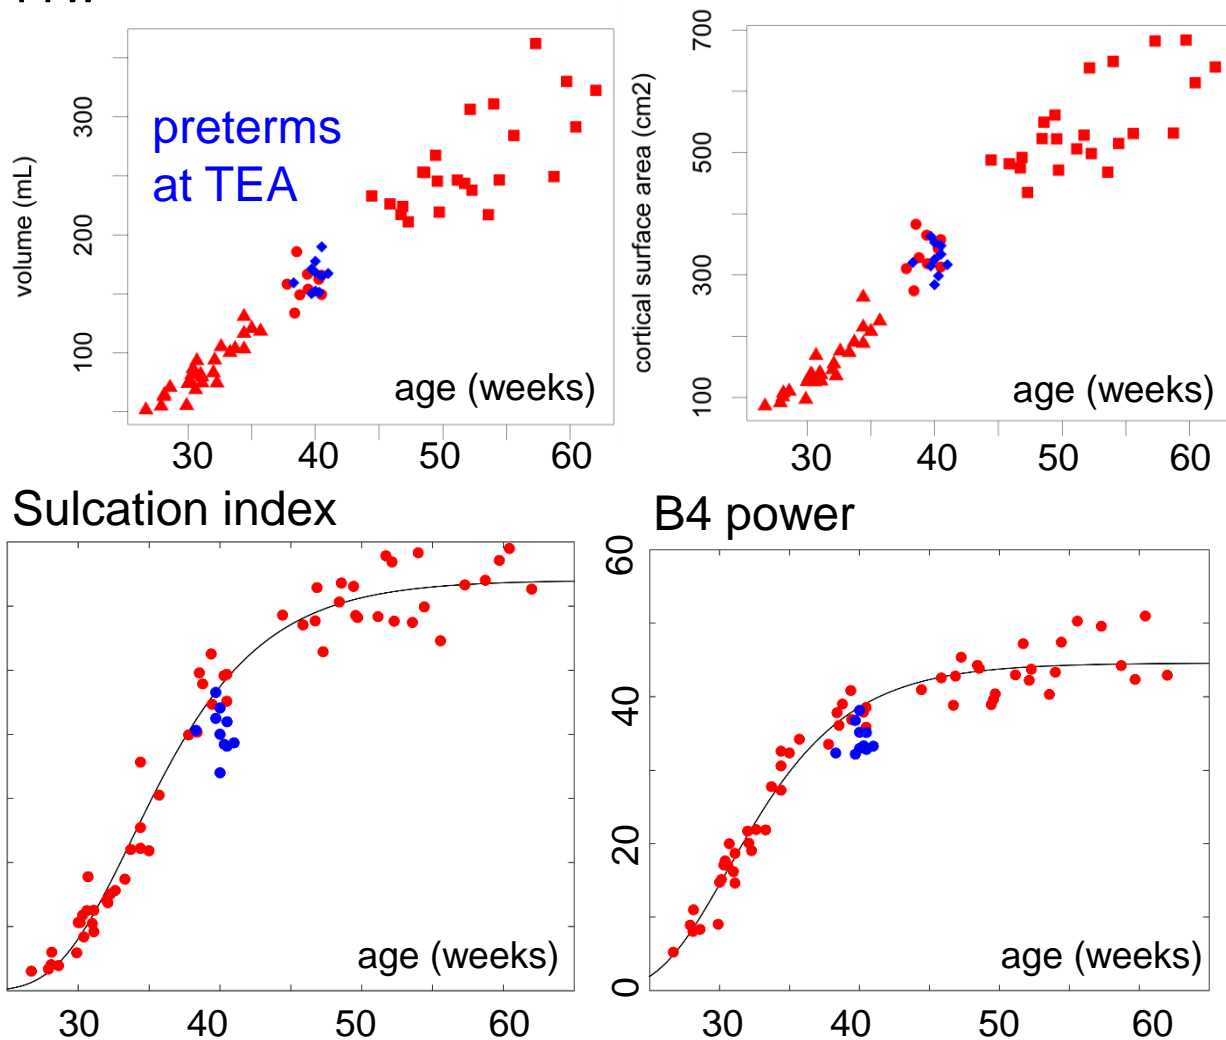 preterms
at TEA
volume (mL)
300
200
100
age (weeks)
30 40 50 60
cortical surface area (cm2)
700
500
300
100
age (weeks)
30 40 50 60
Sulcation index
age (weeks)
30 40 50 60
B4 power
60
40
20
0
age (weeks)
30 40 50 60